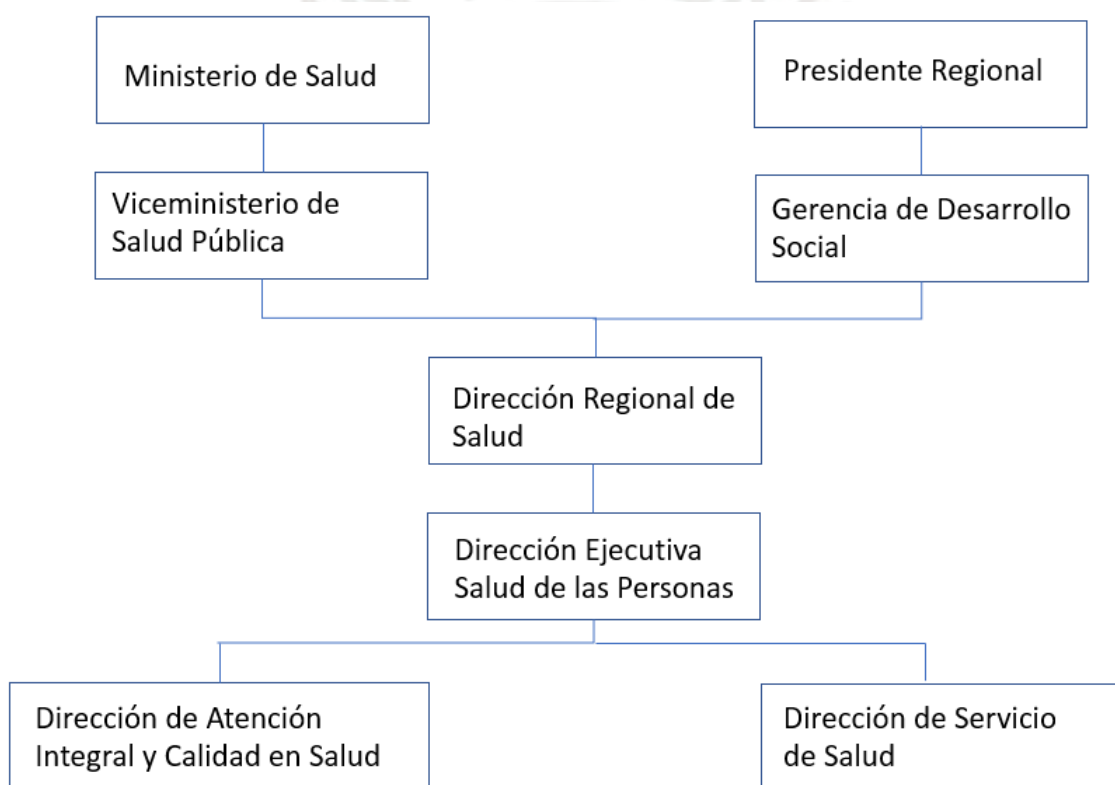 Ministerio de Salud
Presidente Regional
Viceministerio de
Salud Pública
Gerencia de Desarrollo
Social
Dirección Regional de
Salud
Dirección Ejecutiva
Salud de las Personas
Dirección de Atención
Integral y Calidad en Salud
Dirección de Servicio
de Salud